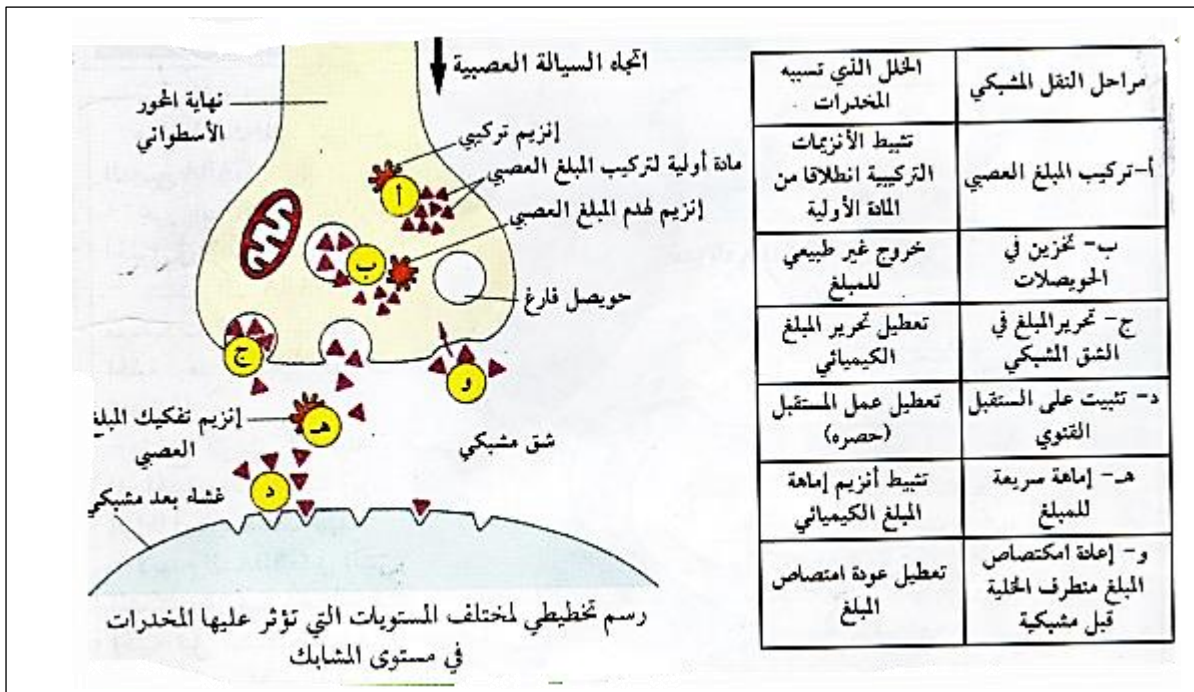 اتجاه السيالة العصبية
نهاية المحور
الأسطواني
إنزيم تركيبي
مادة أولية لتركيب المبلغ العصبي
إنزيم لهدم المبلغ العصبي
أ
ب
حويصل فارغ
ج
و
إنزيم تفكيك المبلغ
العصبي
هـ
شق مشبكي
د
غشاء بعد مشبكي
رسم تخطيطي لمختلف المستويات التي تؤثر عليها المخدرات
في مستوى المشابك
مراحل النقل المشبكي
الخلل الذي تسببه
المخدرات
أ-تركيب المبلغ العصبي
تثبيط الأنزيمات
التركيبية انطلاقا من
المادة الأولية
ب- تخزين في
الحويصلات
خروج غير طبيعي
للمبلغ
ج- تحرير المبلغ في
الشق المشبكي
تعطيل تحرير المبلغ
الكيميائي
د- تثبيت على الستقبل
القنوي
تعطيل عمل المستقبل
(حصره)
هـ- إماهة سريعة
للمبلغ
تثبيط أنزيم إماهة
المبلغ الكيميائي
و- إعادة امكتصاص
المبلغ منطرف الخلية
قبل مشبكية
تعطيل عودة امتصاص
المبلغ